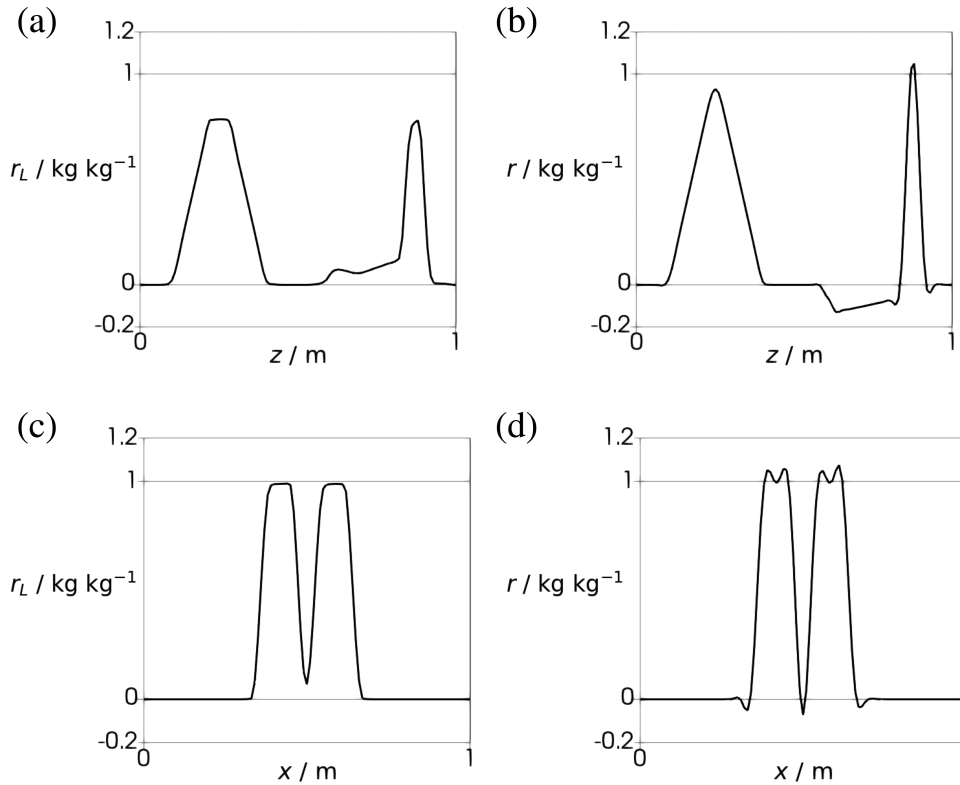 (a)
1.2
1
r_L / kg kg⁻¹
0
-0.2
0
1
z / m
(b)
1.2
1
r / kg kg⁻¹
0
-0.2
0
1
z / m
(c)
1.2
1
r_L / kg kg⁻¹
0
-0.2
0
1
x / m
(d)
1.2
1
r / kg kg⁻¹
0
-0.2
0
x / m